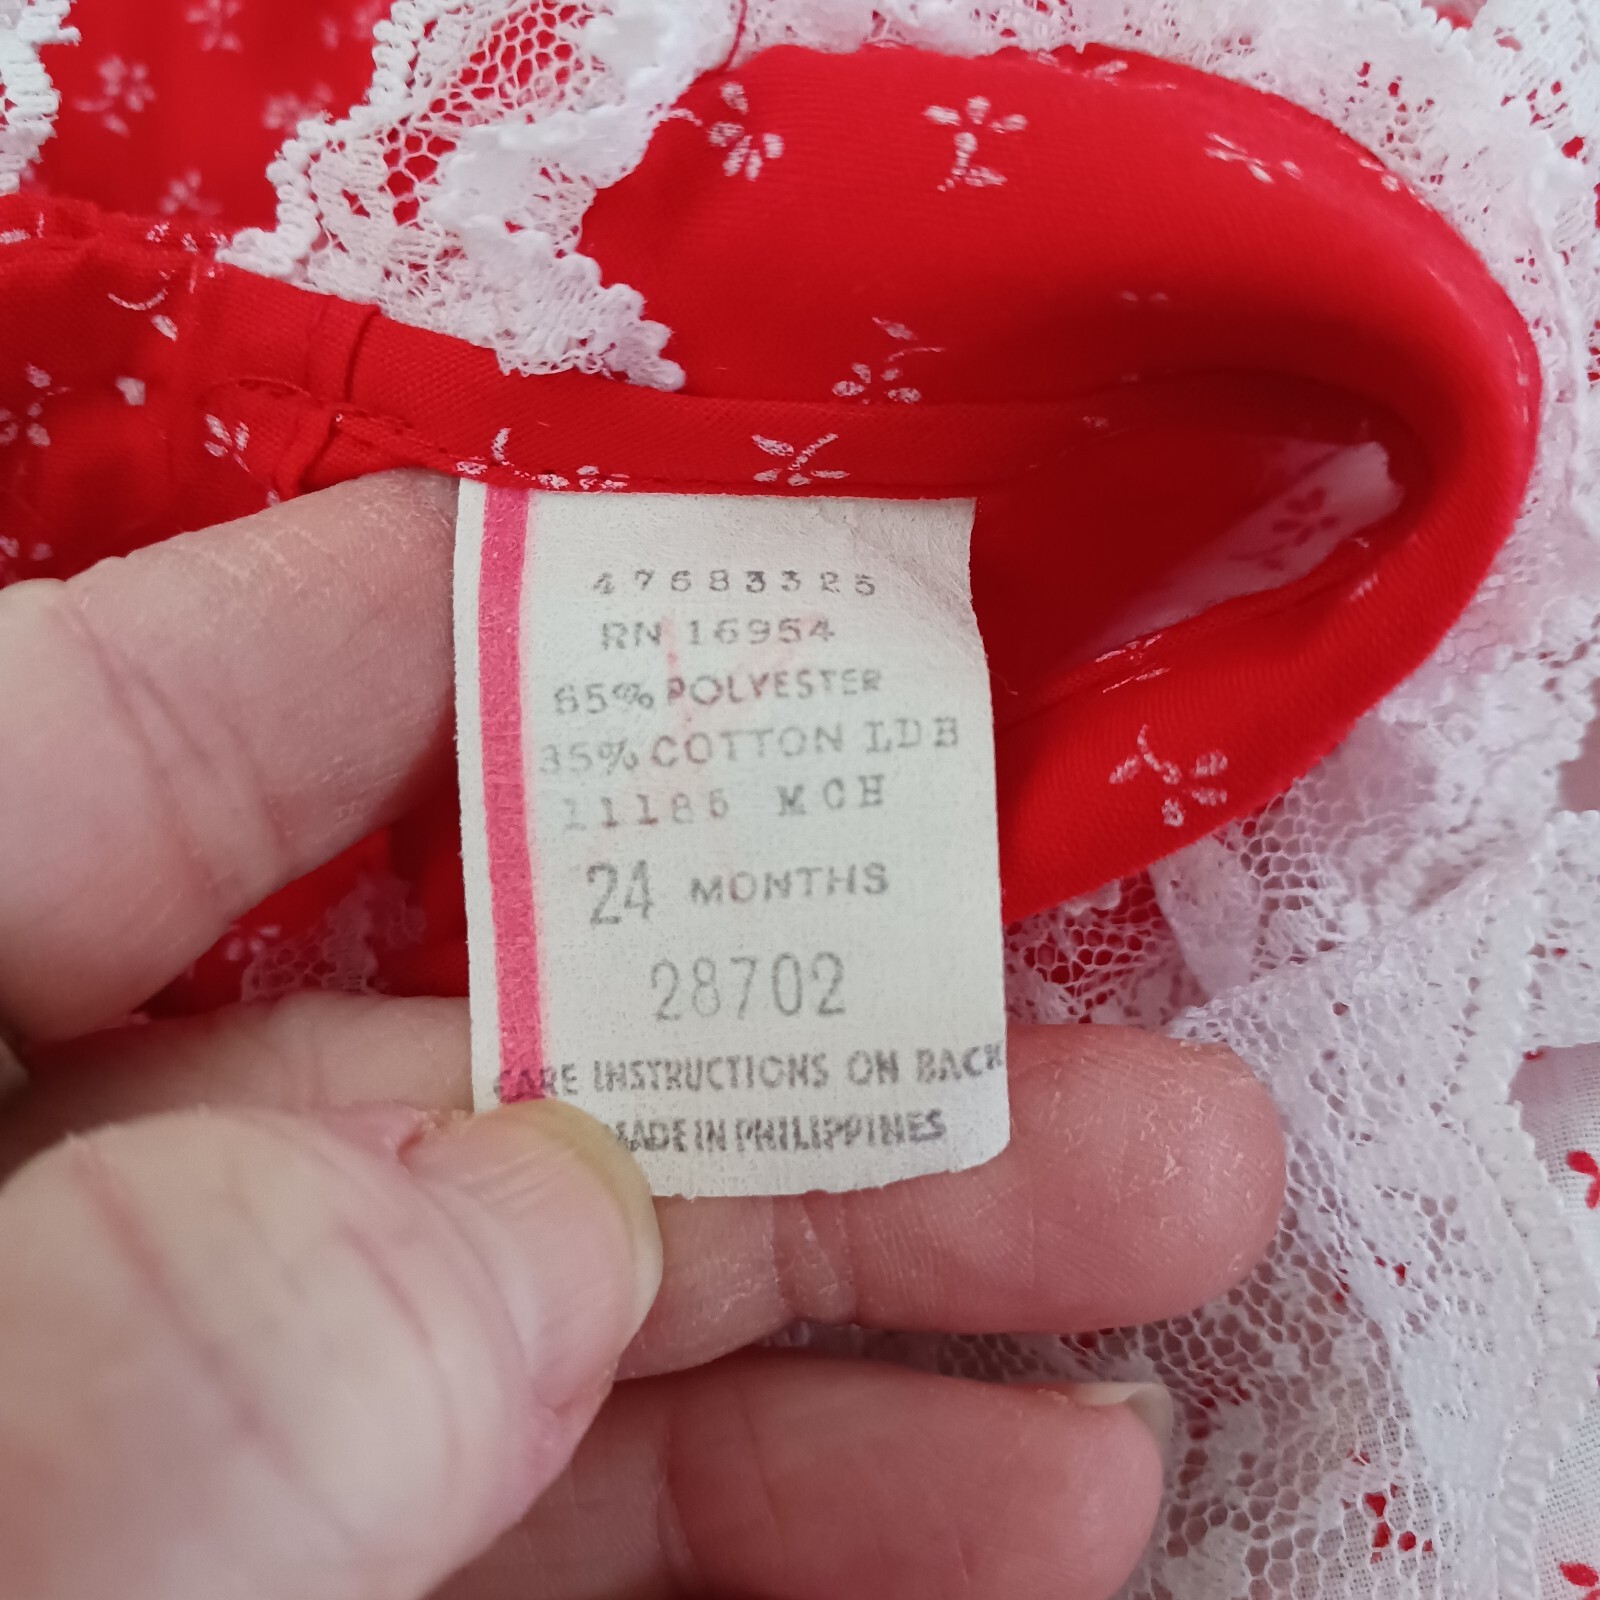 47683325
RN 16954
65% POLYESTER
35% COTTON LDB
11185 MCH
24 MONTHS
28702
CARE INSTRUCTIONS ON BACK
MADE IN PHILIPPINES